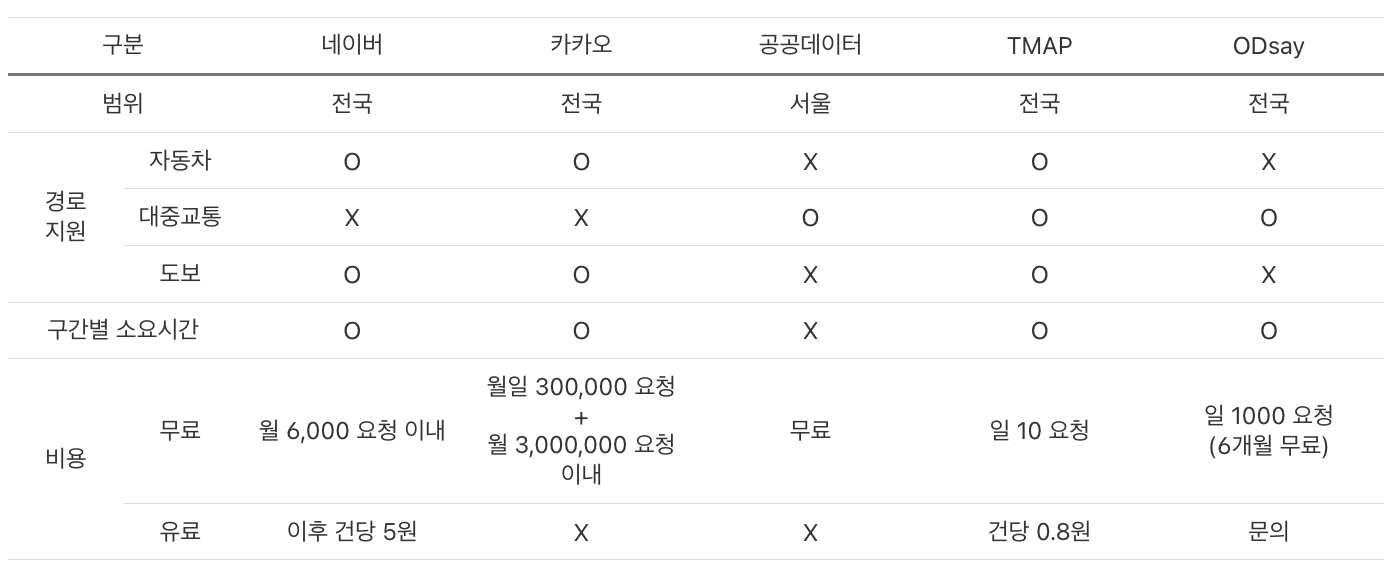 구분 네이버 카카오 공공데이터 TMAP ODsay
범위 전국 전국 서울 전국 전국
경로
지원
자동차 O O X O X
대중교통 X X O O O
도보 O O X O X
구간별 소요시간 O O X O O
비용
무료 월 6,000 요청 이내
월일 300,000 요청
+
월 3,000,000 요청
이내
무료
일 10 요청
일 1000 요청
(6개월 무료)
유료 이후 건당 5원 X X 건당 0.8원 문의